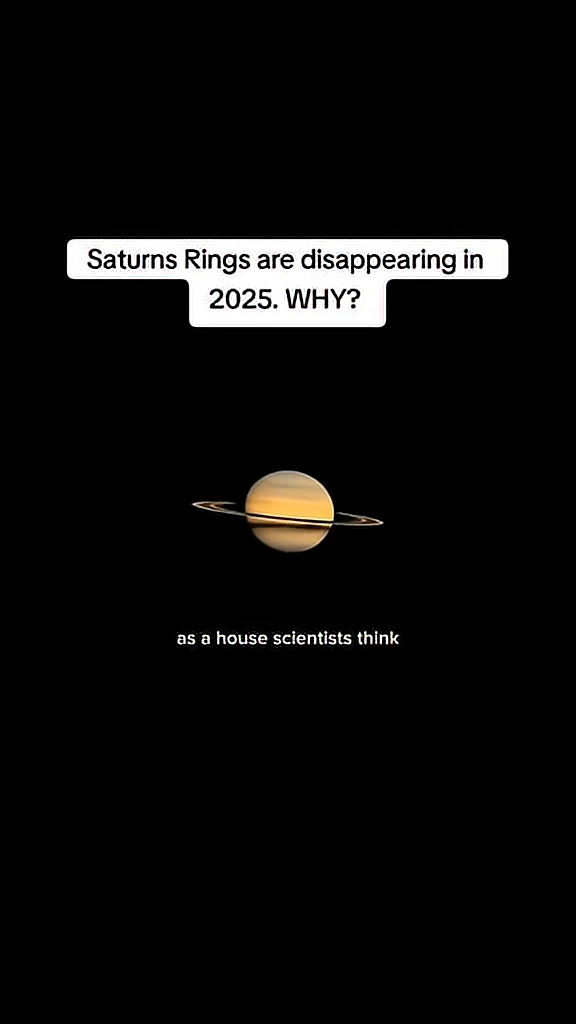 Saturns Rings are disappearing in
2025. WHY?
as a house scientists think